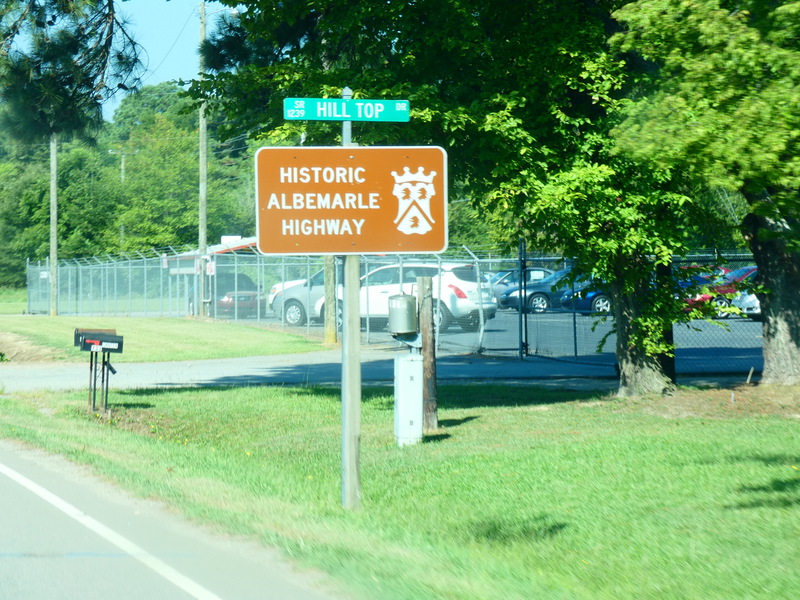 SR
1239 HILL TOP DR
HISTORIC
ALBEMARLE
HIGHWAY